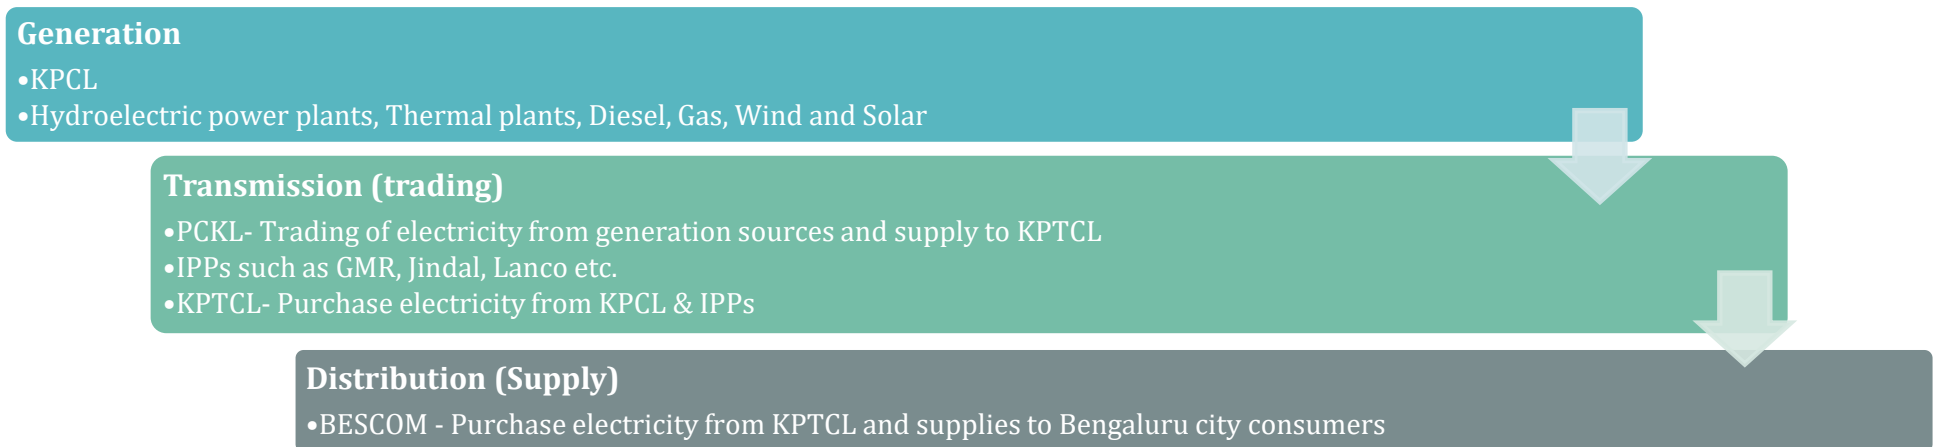 Generation
•KPCL
•Hydroelectric power plants, Thermal plants, Diesel, Gas, Wind and Solar
Transmission (trading)
•PCKL- Trading of electricity from generation sources and supply to KPTCL
•IPPs such as GMR, Jindal, Lanco etc.
•KPTCL- Purchase electricity from KPCL & IPPs
Distribution (Supply)
•BESCOM - Purchase electricity from KPTCL and supplies to Bengaluru city consumers